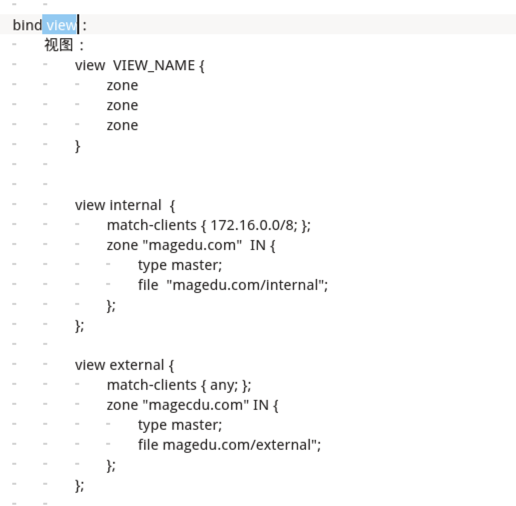 bind view :
视图 :
view  VIEW_NAME {
zone
zone
zone
}
view internal  {
match-clients { 172.16.0.0/8; };
zone "magedu.com"  IN {
type master;
file  "magedu.com/internal";
};
};
view external {
match-clients { any; };
zone "magecdu.com" IN {
type master;
file magedu.com/external";
};
};